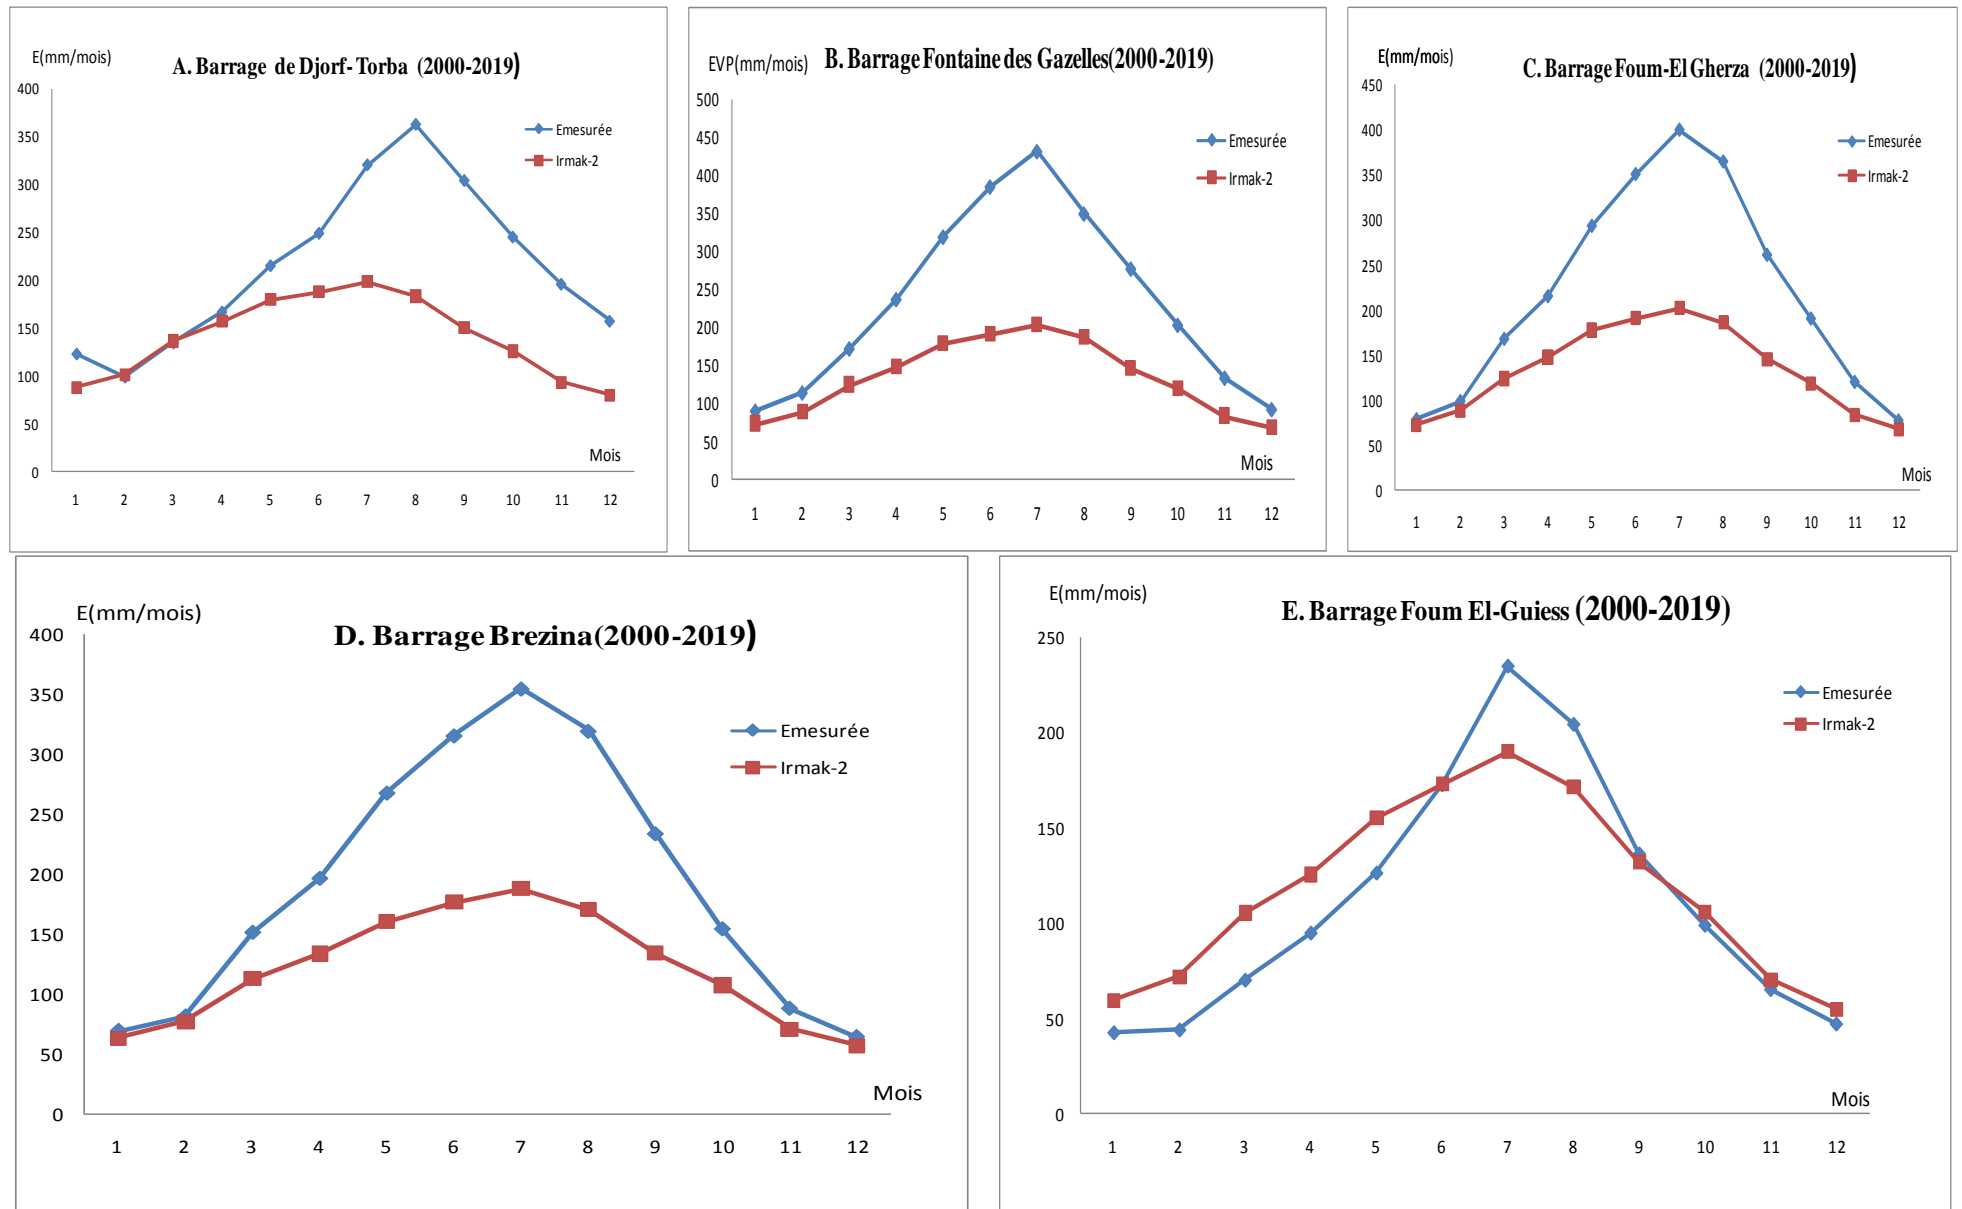 E(mm/mois)
A. Barrage de Djorf-Torba (2000-2019)
400
350
300
250
200
150
100
50
0
Emesurée
Irmak-2
Mois
1 2 3 4 5 6 7 8 9 10 11 12
EVP(mm/mois)
B. Barrage Fontaine des Gazelles(2000-2019)
500
450
400
350
300
250
200
150
100
50
0
Emesurée
Irmak-2
Mois
1 2 3 4 5 6 7 8 9 10 11 12
E(mm/mois)
C. Barrage Foum-El Gherza (2000-2019)
450
400
350
300
250
200
150
100
50
0
Emesurée
Irmak-2
Mois
1 2 3 4 5 6 7 8 9 10 11 12
E(mm/mois)
D. Barrage Brezina(2000-2019)
400
350
300
250
200
150
100
50
0
Emesurée
Irmak-2
Mois
1 2 3 4 5 6 7 8 9 10 11 12
E(mm/mois)
E. Barrage Foum El-Guiess (2000-2019)
250
200
150
100
50
0
Emesurée
Irmak-2
Mois
1 2 3 4 5 6 7 8 9 10 11 12